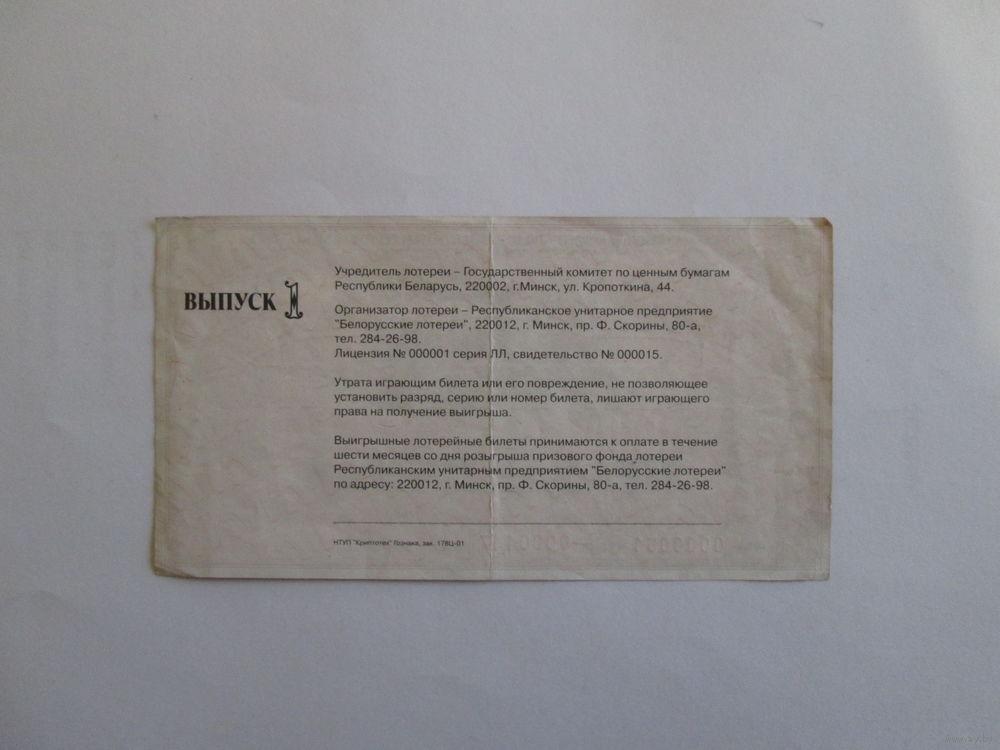 ВЫПУСК 1
Учредитель лотереи – Государственный комитет по ценным бумагам
Республики Беларусь, 220002, г.Минск, ул. Кропоткина, 44.
Организатор лотереи – Республиканское унитарное предприятие
"Белорусские лотереи", 220012, г. Минск, пр. Ф. Скорины, 80-а,
тел. 284-26-98.
Лицензия № 000001 серия ЛЛ, свидетельство № 000015.
Утрата играющим билета или его повреждение, не позволяющее
установить разряд, серию или номер билета, лишают играющего
права на получение выигрыша.
Выигрышные лотерейные билеты принимаются к оплате в течение
шести месяцев со дня розыгрыша призового фонда лотереи
Республиканским унитарным предприятием "Белорусские лотереи"
по адресу: 220012, г. Минск, пр. Ф. Скорины, 80-а, тел. 284-26-98.
НТУП "Криптотех" Гознака, зак. 178Ц-01